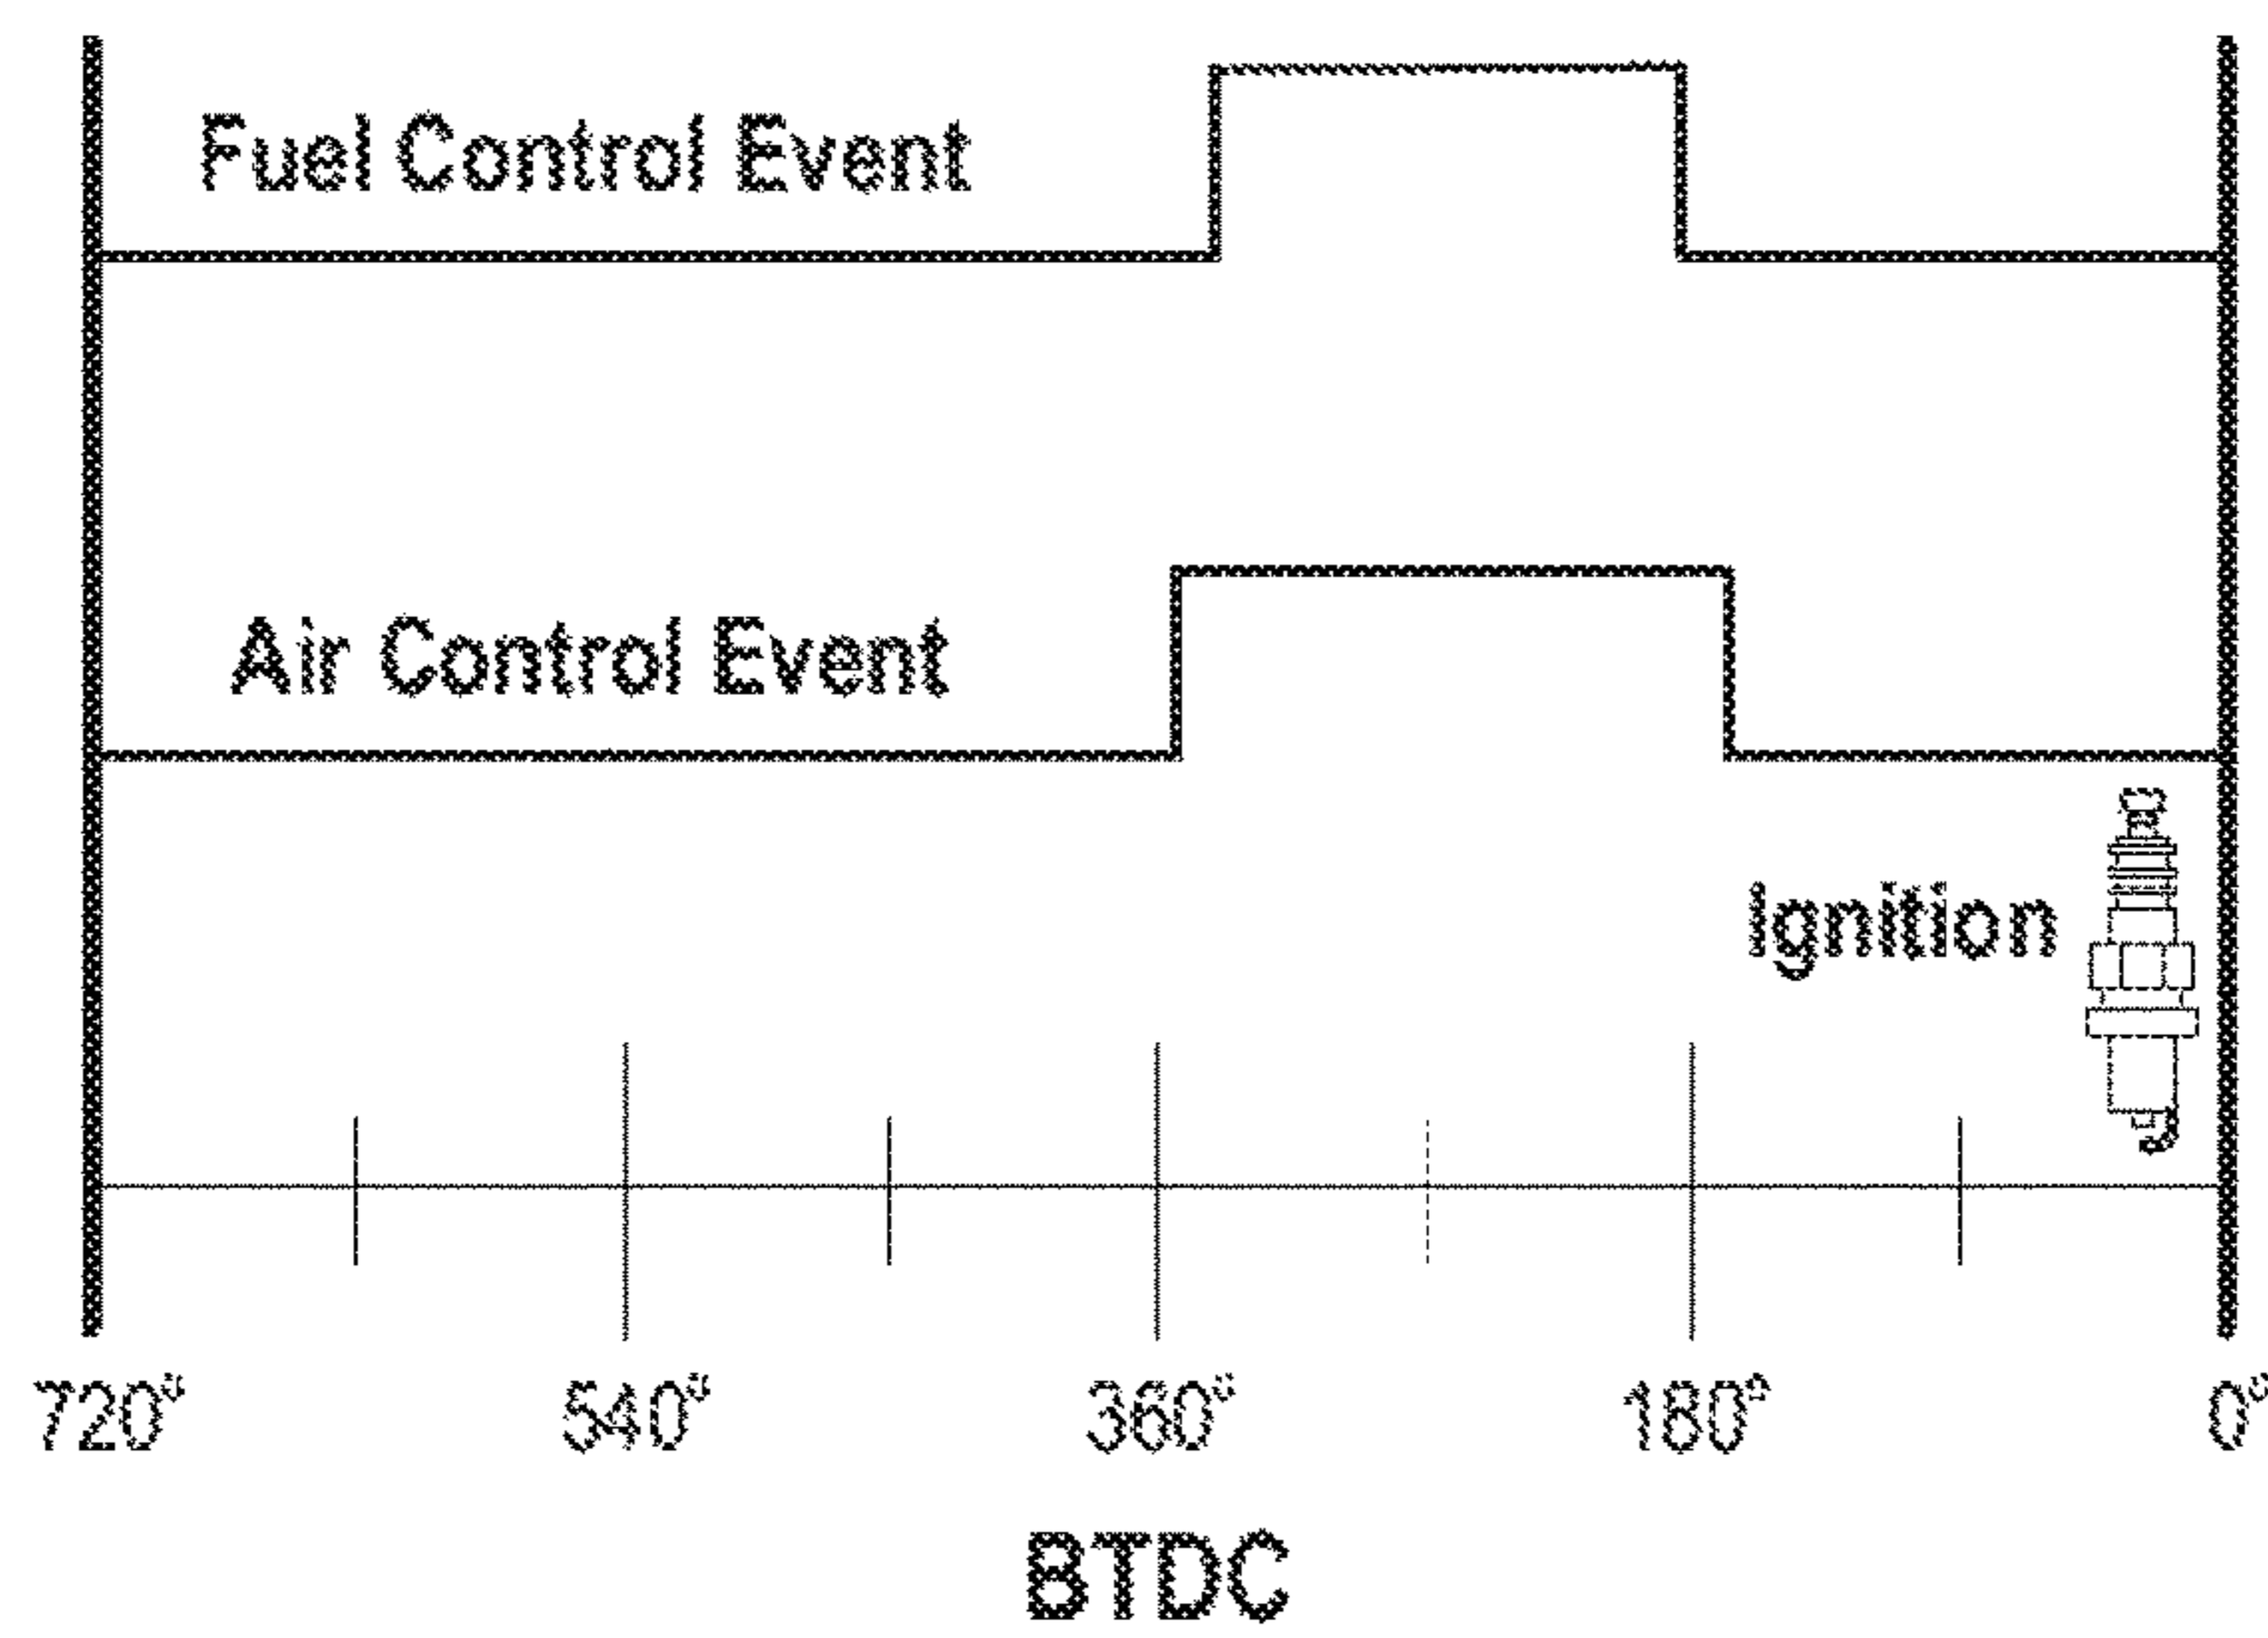 Fuel Control Event
Air Control Event
Ignition
720° 540° 360° 180° 0°
BTDC